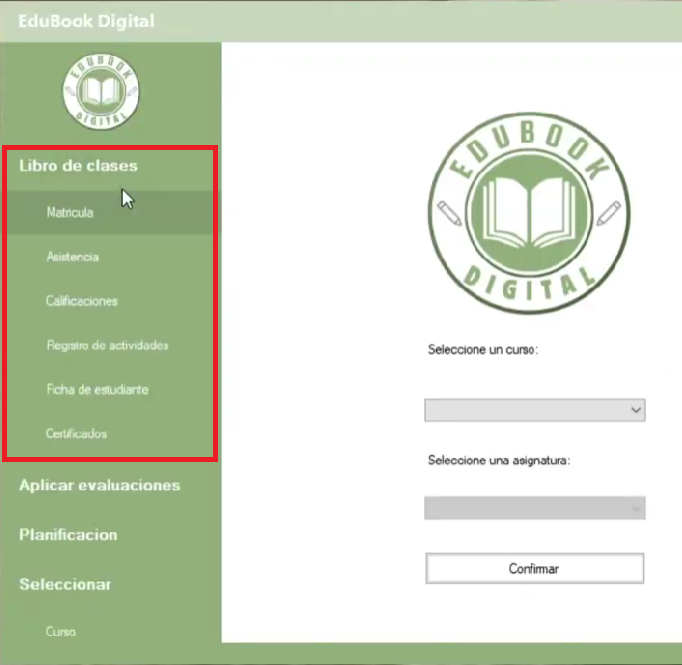 EduBook Digital
EDUBOOK
DIGITAL
Libro de clases
Matricula
Asistencia
Calificaciones
Registro de actividades
Ficha de estudiante
Certificados
Aplicar evaluaciones
Planificacion
Seleccionar
Curso
EDUBOOK
DIGITAL
Seleccione un curso:
Seleccione una asignatura:
Confirmar